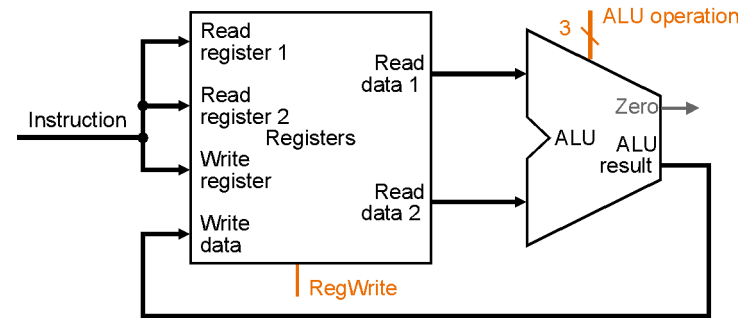 Instruction
Read
register 1
Read
register 2
Registers
Write
register
Write
data
Read
data 1
Read
data 2
RegWrite
3
ALU operation
Zero
ALU
ALU
result